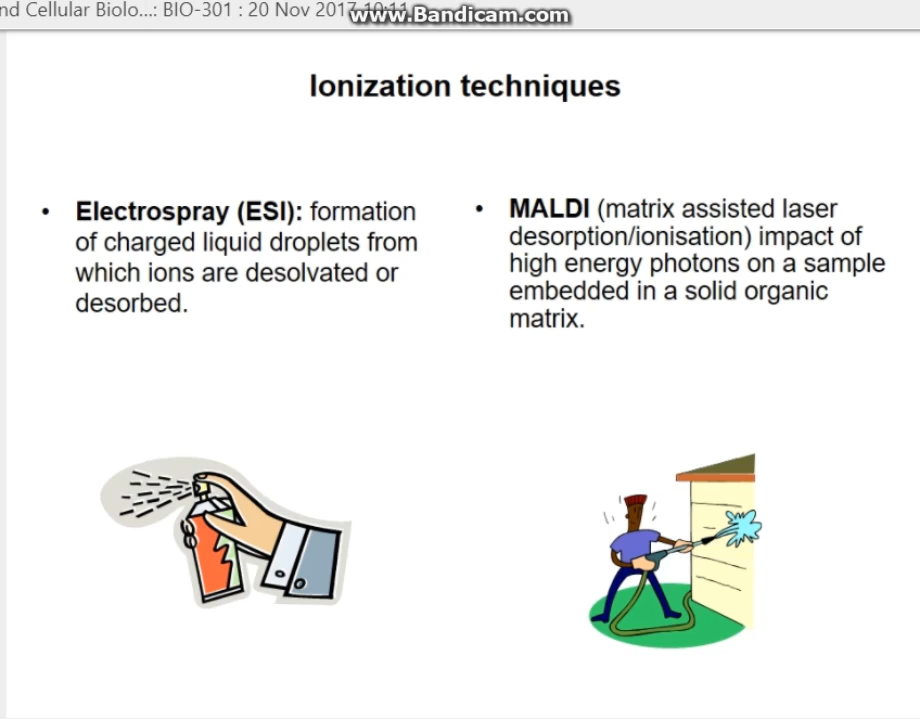 nd Cellular Biolo...: BIO-301 : 20 Nov 2017 10:11
www.Bandicam.com
Ionization techniques
• Electrospray (ESI): formation
of charged liquid droplets from
which ions are desolvated or
desorbed.
• MALDI (matrix assisted laser
desorption/ionisation) impact of
high energy photons on a sample
embedded in a solid organic
matrix.